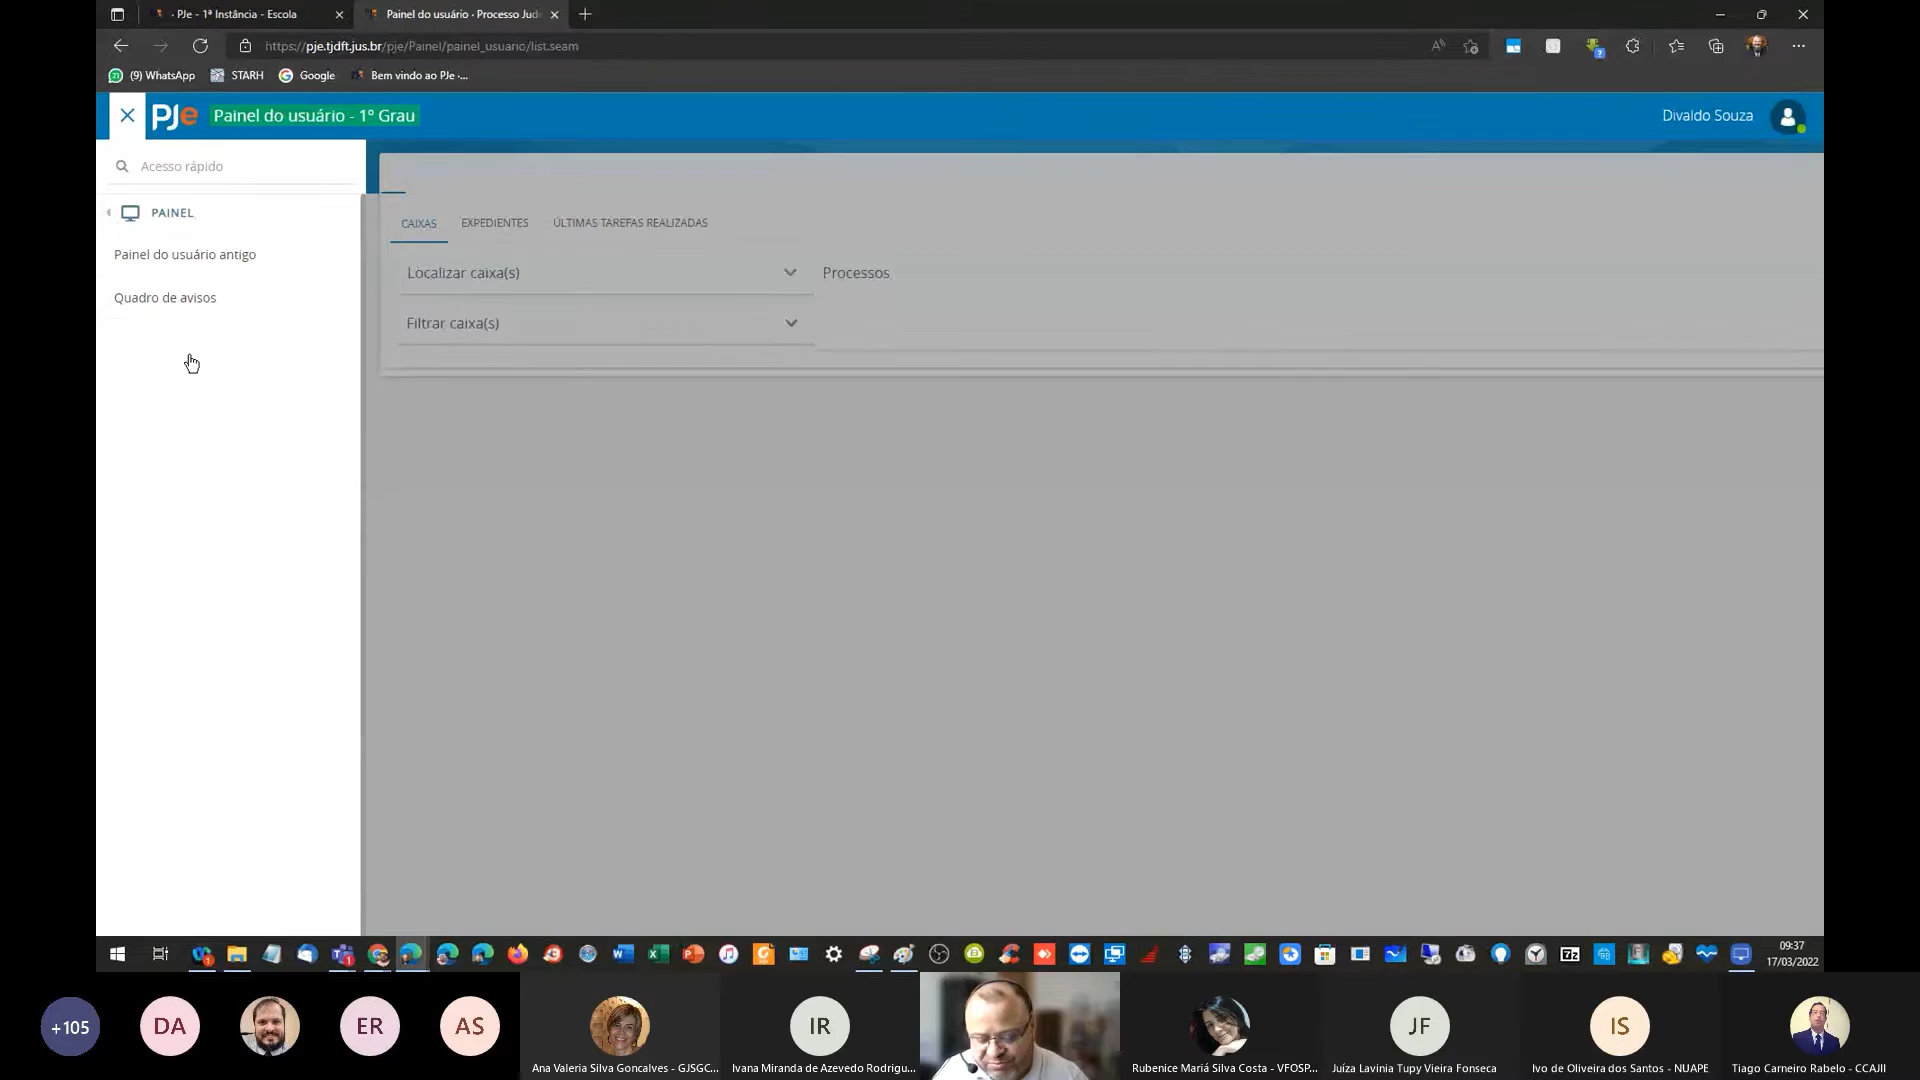 PJe - 1ª Instância - Escola
Painel do usuário · Processo Jud
https://pje.tjdft.jus.br/pje/Painel/painel_usuario/list.seam
(9) WhatsApp
STARH
Google
Bem vindo ao PJe ·...
PJe
Painel do usuário - 1º Grau
Divaldo Souza
Acesso rápido
PAINEL
Painel do usuário antigo
Quadro de avisos
CAIXAS
EXPEDIENTES
ÚLTIMAS TAREFAS REALIZADAS
Localizar caixa(s)
Processos
Filtrar caixa(s)
09:37
17/03/2022
+105
DA
ER
AS
IR
JF
IS
Ana Valeria Silva Goncalves - GJSGC...
Ivana Miranda de Azevedo Rodrigu...
Rubenice Mariá Silva Costa - VFOSP...
Juíza Lavinia Tupy Vieira Fonseca
Ivo de Oliveira dos Santos - NUAPE
Tiago Carneiro Rabelo - CCAJII